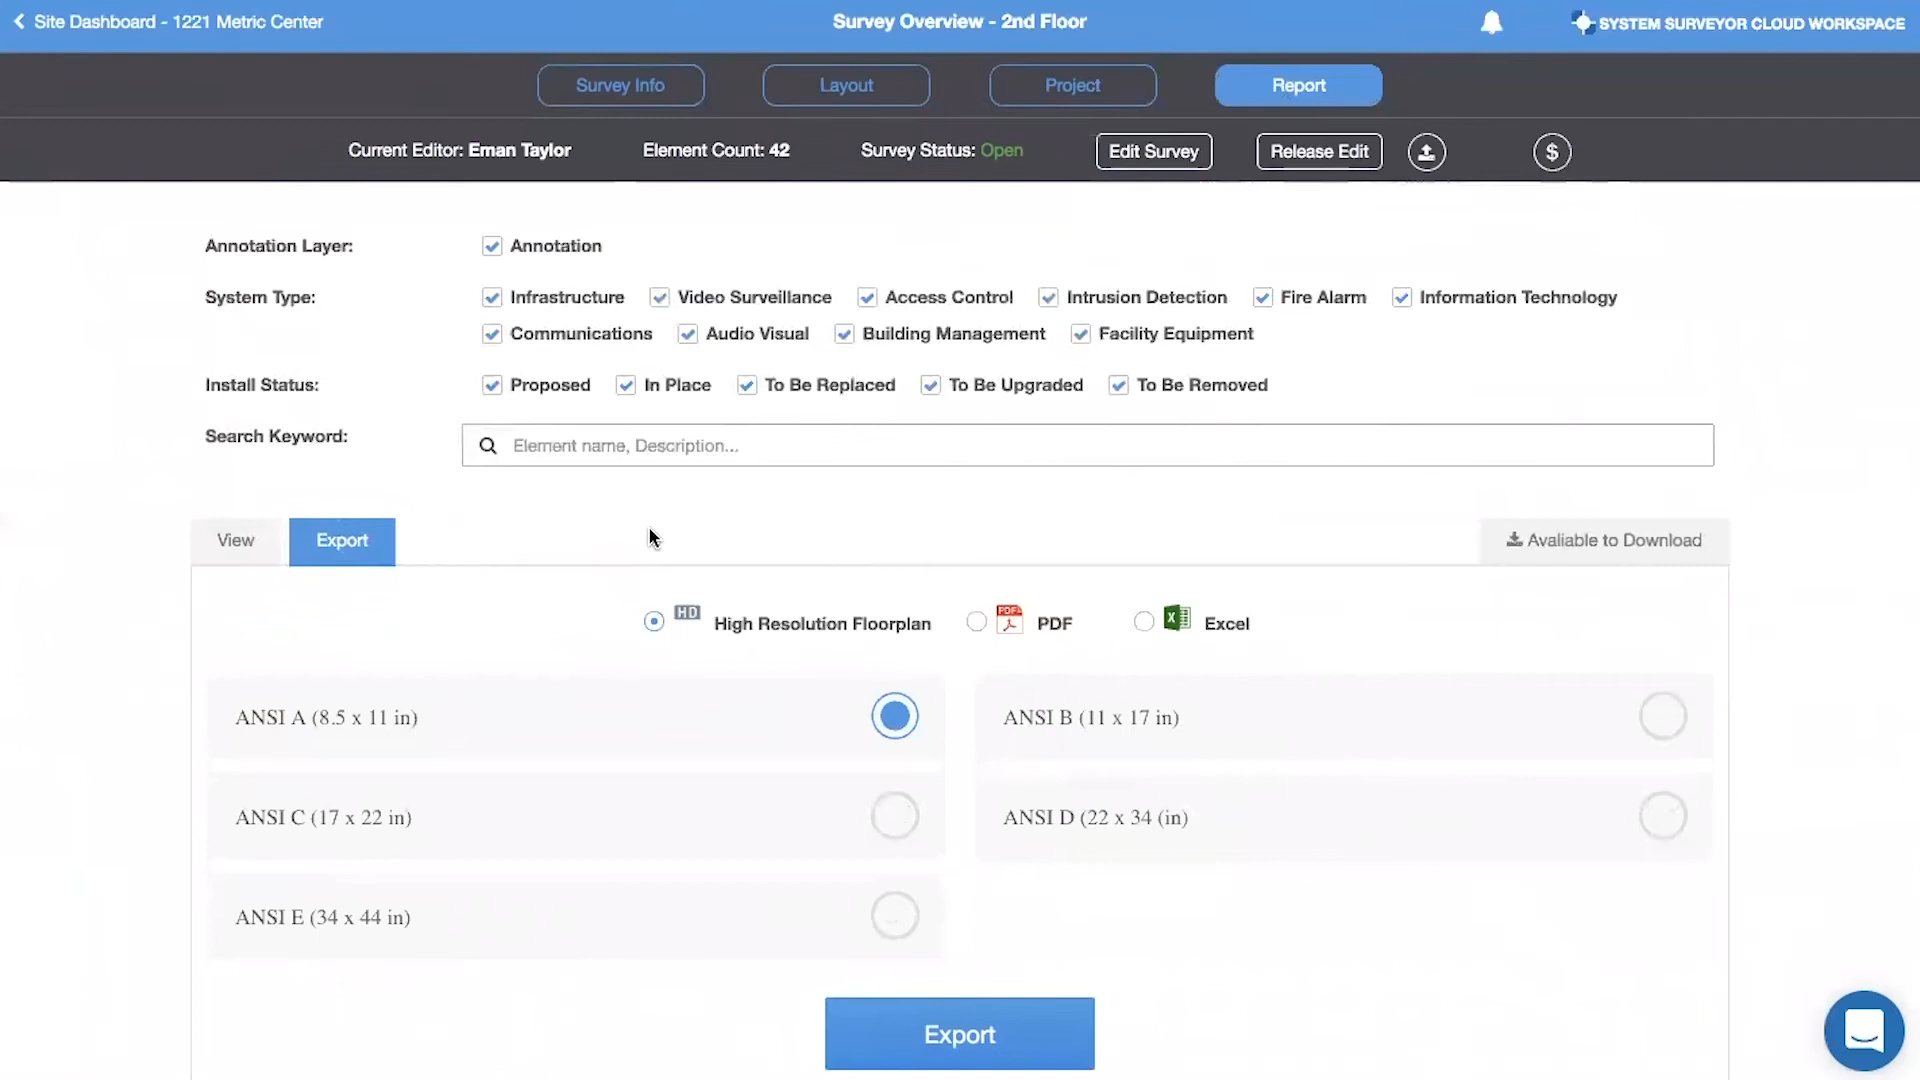 Site Dashboard - 1221 Metric Center
Survey Overview - 2nd Floor
SYSTEM SURVEYOR CLOUD WORKSPACE
Survey Info
Layout
Project
Report
Current Editor: Eman Taylor
Element Count: 42
Survey Status: Open
Edit Survey
Release Edit
$
Annotation Layer:
Annotation
System Type:
Infrastructure
Video Surveillance
Access Control
Intrusion Detection
Fire Alarm
Information Technology
Communications
Audio Visual
Building Management
Facility Equipment
Install Status:
Proposed
In Place
To Be Replaced
To Be Upgraded
To Be Removed
Search Keyword:
Element name, Description...
View
Export
Avaliable to Download
HD
High Resolution Floorplan
PDF
PDF
X
Excel
ANSI A (8.5 x 11 in)
ANSI B (11 x 17 in)
ANSI C (17 x 22 in)
ANSI D (22 x 34 (in)
ANSI E (34 x 44 in)
Export